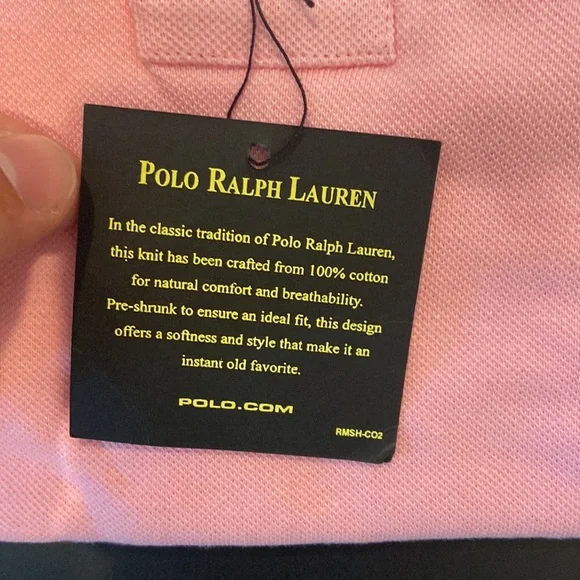 POLO RALPH LAUREN
In the classic tradition of Polo Ralph Lauren,
this knit has been crafted from 100% cotton
for natural comfort and breathability.
Pre-shrunk to ensure an ideal fit, this design
offers a softness and style that make it an
instant old favorite.
POLO.COM
RMSH-CO2